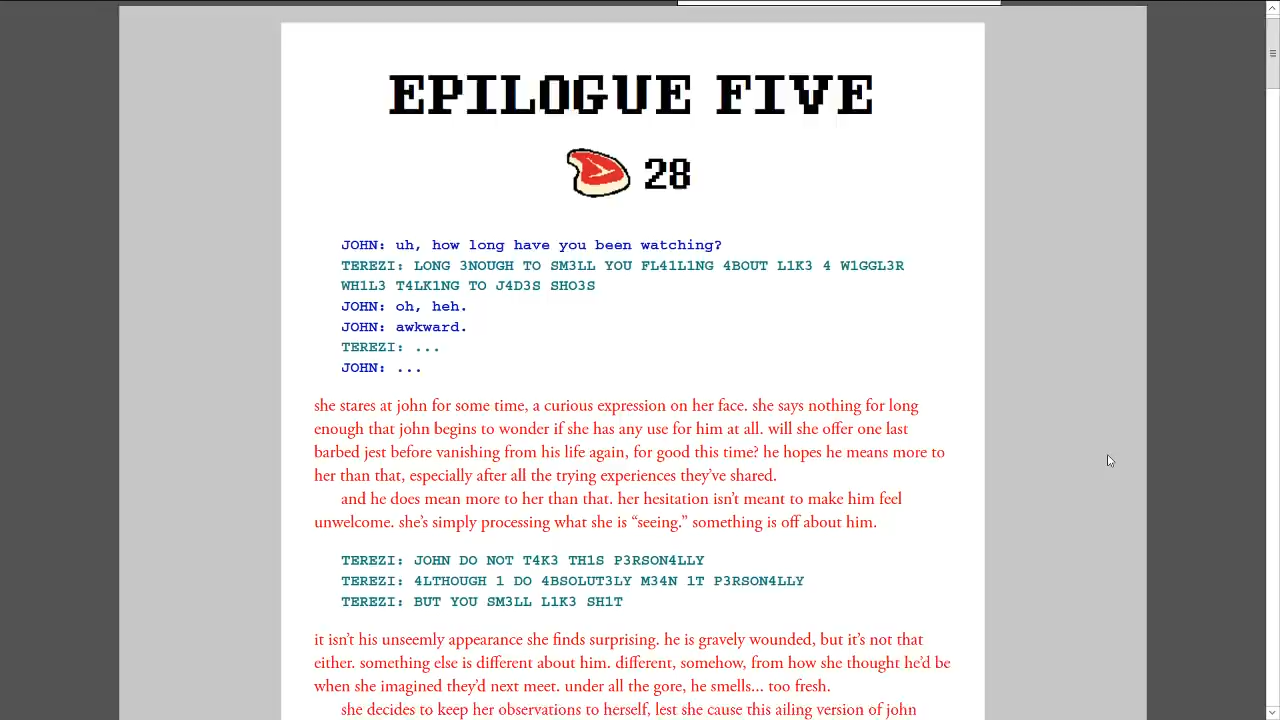 EPILOGUE FIVE
28
JOHN: uh, how long have you been watching?
TEREZI: LONG 3NOUGH TO SM3LL YOU FL41L1NG 4BOUT L1K3 4 W1GGL3R
WH1L3 T4LK1NG TO J4D3S SHO3S
JOHN: oh, heh.
JOHN: awkward.
TEREZI: ...
JOHN: ...
she stares at john for some time, a curious expression on her face. she says nothing for long
enough that john begins to wonder if she has any use for him at all. will she offer one last
barbed jest before vanishing from his life again, for good this time? he hopes he means more to
her than that, especially after all the trying experiences they’ve shared.
and he does mean more to her than that. her hesitation isn’t meant to make him feel
unwelcome. she’s simply processing what she is “seeing.” something is off about him.
TEREZI: JOHN DO NOT T4K3 TH1S P3RSON4LLY
TEREZI: 4LTHOUGH 1 DO 4BSOLUT3LY M34N 1T P3RSON4LLY
TEREZI: BUT YOU SM3LL L1K3 SH1T
it isn’t his unseemly appearance she finds surprising. he is gravely wounded, but it’s not that
either. something else is different about him. different, somehow, from how she thought he’d be
when she imagined they’d next meet. under all the gore, he smells... too fresh.
she decides to keep her observations to herself, lest she cause this ailing version of john